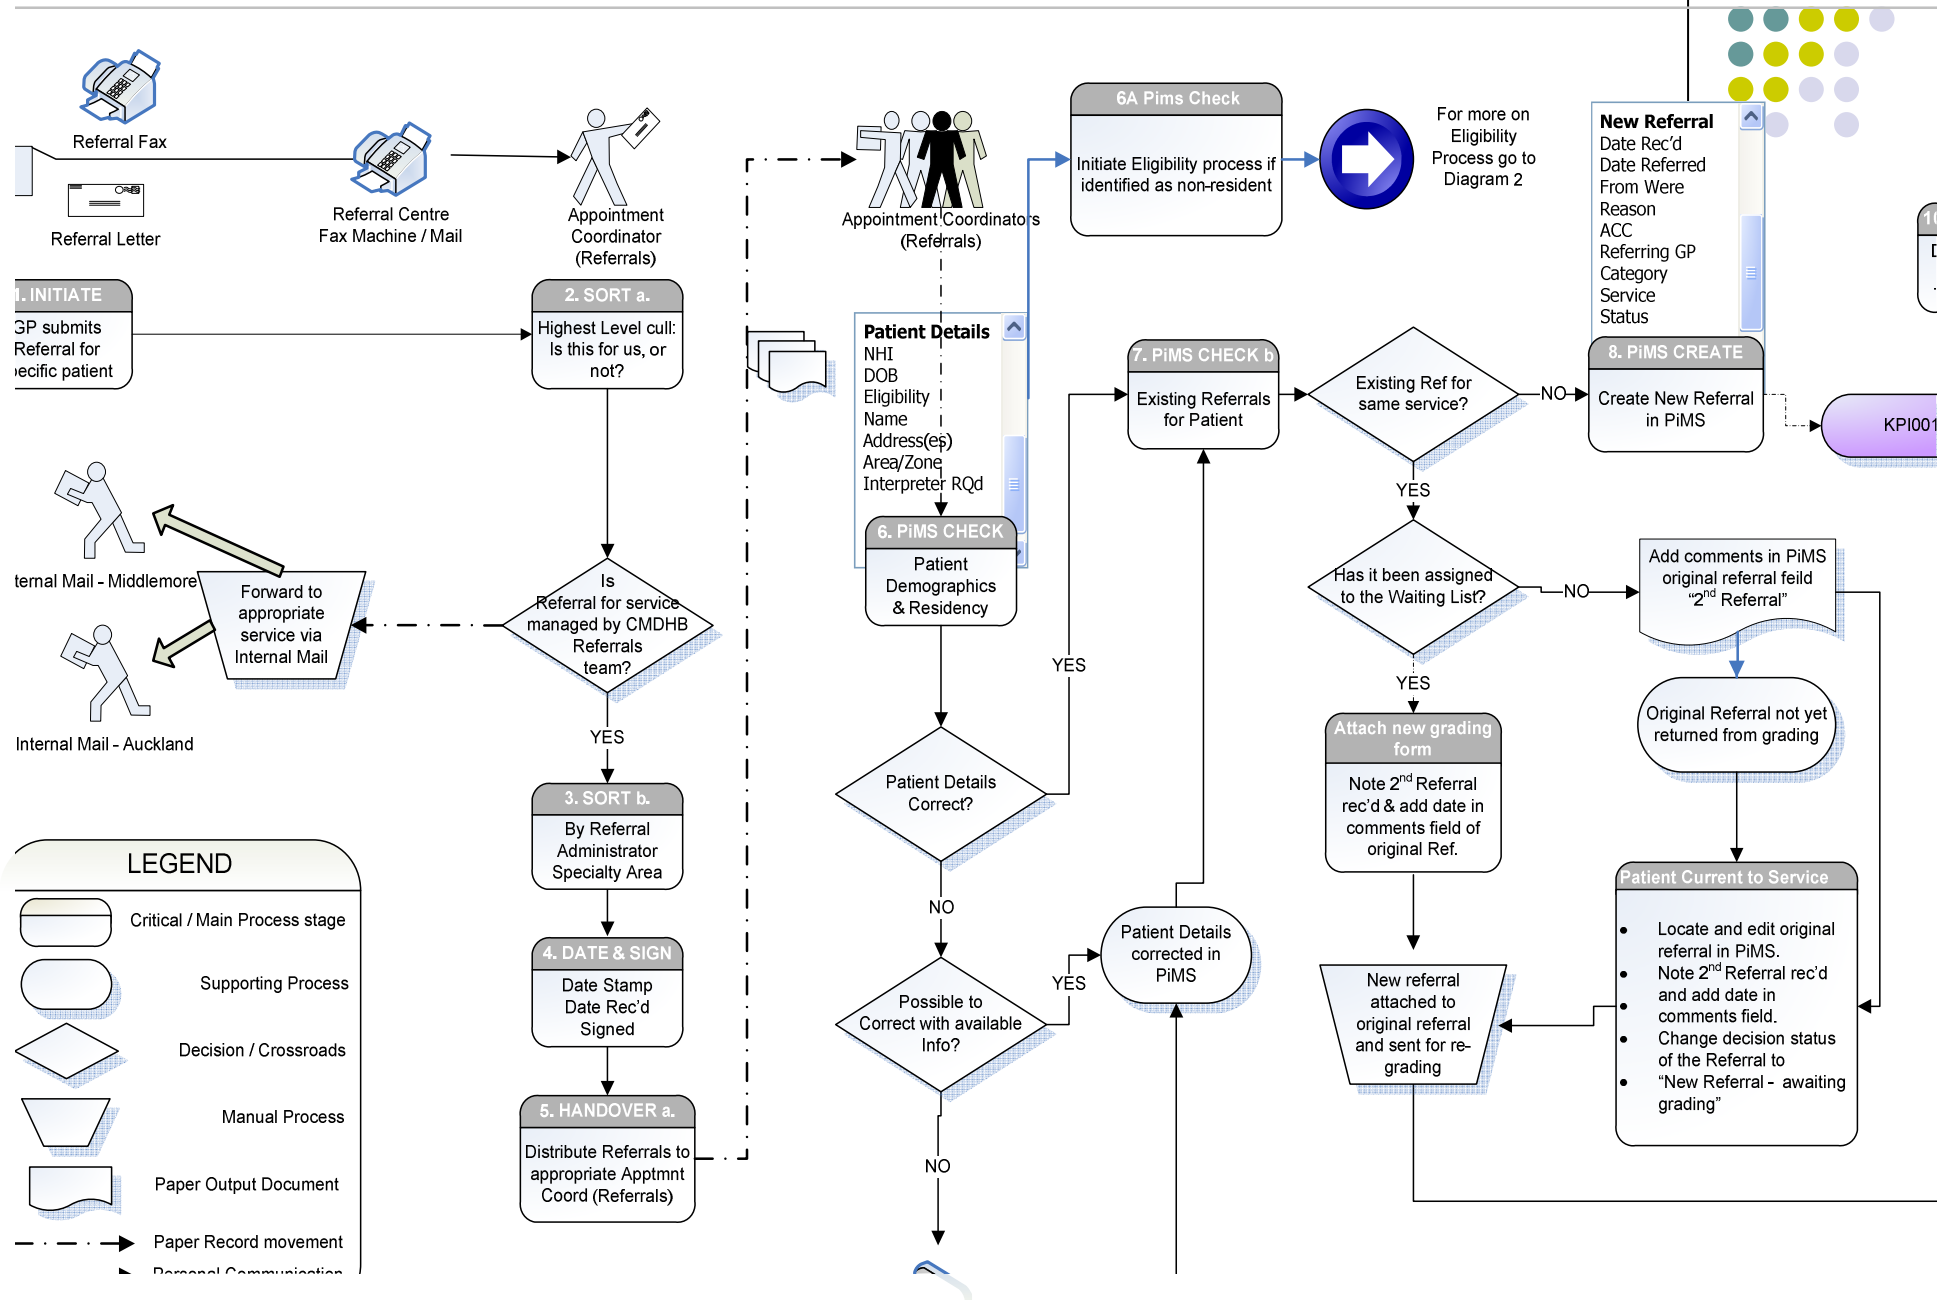 Referral Fax
Referral Letter
Referral Centre
Fax Machine / Mail
Appointment
Coordinator
(Referrals)
Appointment Coordinators
(Referrals)
6A Pims Check
Initiate Eligibility process if
identified as non-resident
For more on
Eligibility
Process go to
Diagram 2
New Referral
Date Rec'd
Date Referred
From Were
Reason
ACC
Referring GP
Category
Service
Status
1. INITIATE
GP submits
Referral for
ecific patient
2. SORT a.
Highest Level cull:
Is this for us, or
not?
Patient Details
NHI
DOB
Eligibility
Name
Address(es)
Area/Zone
Interpreter RQd
6. PiMS CHECK
Patient
Demographics
& Residency
7. PiMS CHECK b
Existing Referrals
for Patient
Existing Ref for
same service?
NO
8. PiMS CREATE
Create New Referral
in PiMS
KPI001
10
YES
Has it been assigned
to the Waiting List?
NO
Add comments in PiMS
original referral feild
“2nd Referral”
Original Referral not yet
returned from grading
YES
Attach new grading
form
Note 2nd Referral
rec'd & add date in
comments field of
original Ref.
Patient Current to Service
• Locate and edit original
referral in PiMS.
• Note 2nd Referral rec'd
• and add date in
comments field.
• Change decision status
of the Referral to
• “New Referral - awaiting
grading”
New referral
attached to
original referral
and sent for re-
grading
ternal Mail - Middlemore
Internal Mail - Auckland
Forward to
appropriate
service via
Internal Mail
Is
Referral for service
managed by CMDHB
Referrals
team?
YES
3. SORT b.
By Referral
Administrator
Specialty Area
4. DATE & SIGN
Date Stamp
Date Rec'd
Signed
5. HANDOVER a.
Distribute Referrals to
appropriate Apptmnt
Coord (Referrals)
Patient Details
Correct?
YES
NO
Possible to
Correct with available
Info?
YES
Patient Details
corrected in
PiMS
NO
LEGEND
Critical / Main Process stage
Supporting Process
Decision / Crossroads
Manual Process
Paper Output Document
Paper Record movement
Personal Communication